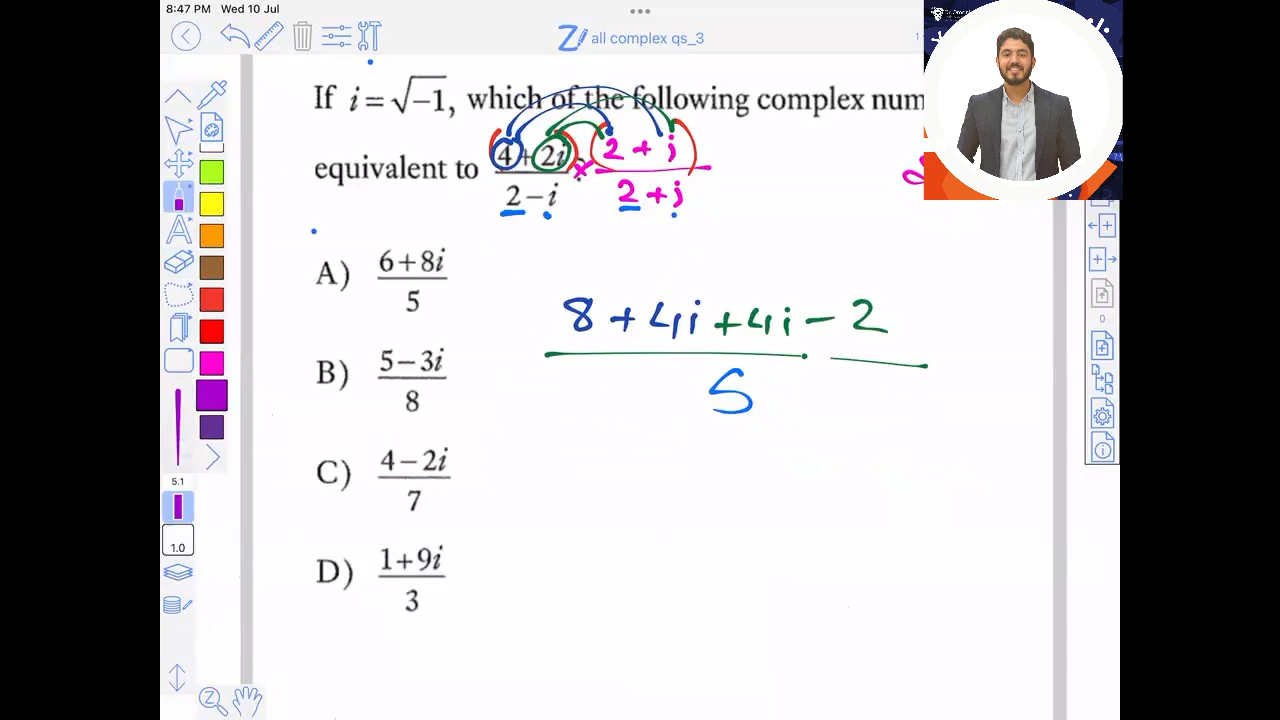 8:47 PM Wed 10 Jul
all complex qs_3
If i = √−1, which of the following complex num
equivalent to (4 + 2i)/(2 − i) × (2 + i)/(2 + i)
A) (6 + 8i)/5
8 + 4i + 4i − 2
5
B) (5 − 3i)/8
C) (4 − 2i)/7
D) (1 + 9i)/3
5.1
1.0
0